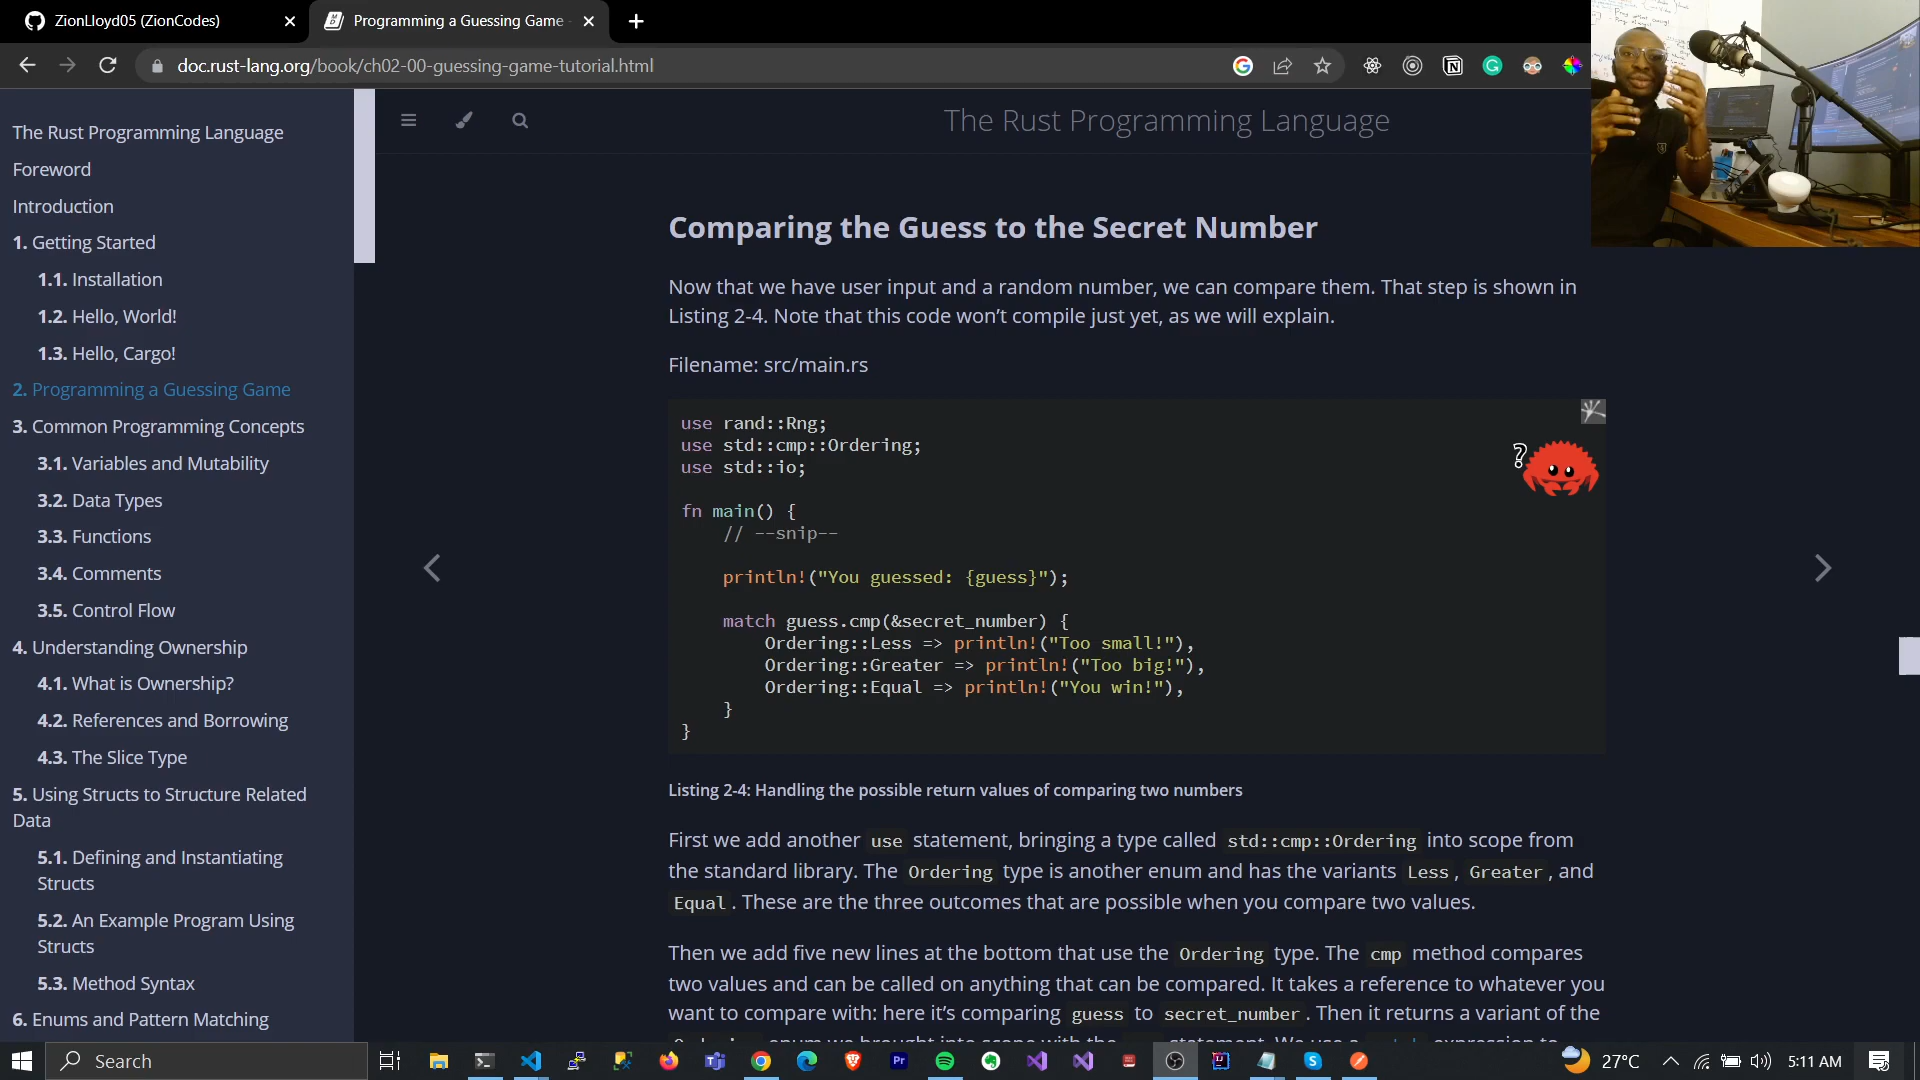 ZionLloyd05 (ZionCodes)
Programming a Guessing Game
doc.rust-lang.org/book/ch02-00-guessing-game-tutorial.html
The Rust Programming Language
Foreword
Introduction
1. Getting Started
1.1. Installation
1.2. Hello, World!
1.3. Hello, Cargo!
2. Programming a Guessing Game
3. Common Programming Concepts
3.1. Variables and Mutability
3.2. Data Types
3.3. Functions
3.4. Comments
3.5. Control Flow
4. Understanding Ownership
4.1. What is Ownership?
4.2. References and Borrowing
4.3. The Slice Type
5. Using Structs to Structure Related
Data
5.1. Defining and Instantiating
Structs
5.2. An Example Program Using
Structs
5.3. Method Syntax
6. Enums and Pattern Matching
The Rust Programming Language
Comparing the Guess to the Secret Number
Now that we have user input and a random number, we can compare them. That step is shown in
Listing 2-4. Note that this code won’t compile just yet, as we will explain.
Filename: src/main.rs
use rand::Rng;
use std::cmp::Ordering;
use std::io;
?
fn main() {
// --snip--
println!("You guessed: {guess}");
match guess.cmp(&secret_number) {
Ordering::Less => println!("Too small!"),
Ordering::Greater => println!("Too big!"),
Ordering::Equal => println!("You win!"),
}
}
Listing 2-4: Handling the possible return values of comparing two numbers
First we add another use statement, bringing a type called std::cmp::Ordering into scope from
the standard library. The Ordering type is another enum and has the variants Less, Greater, and
Equal. These are the three outcomes that are possible when you compare two values.
Then we add five new lines at the bottom that use the Ordering type. The cmp method compares
two values and can be called on anything that can be compared. It takes a reference to whatever you
want to compare with: here it’s comparing guess to secret_number. Then it returns a variant of the
Search
27°C
5:11 AM